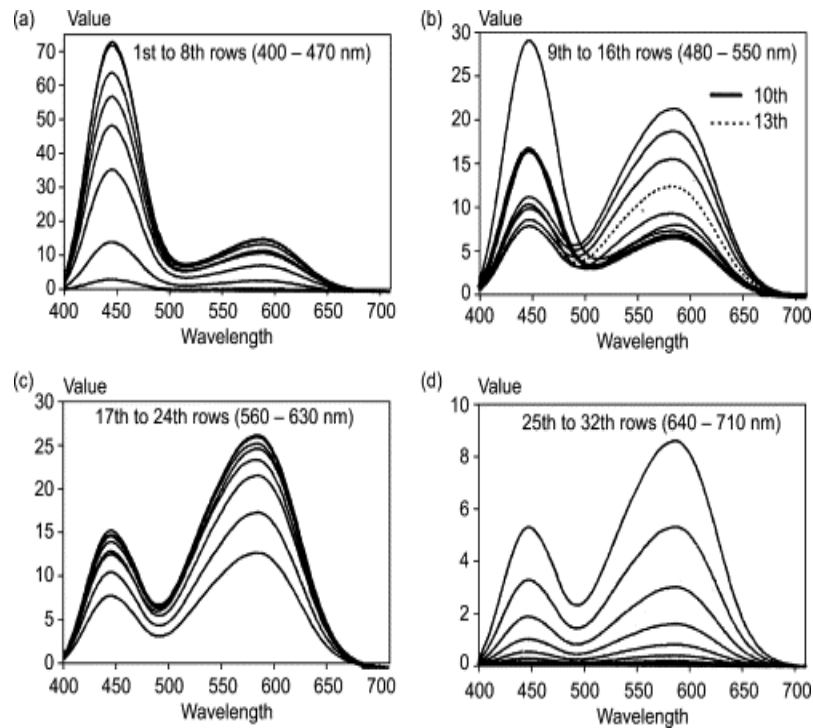 (a)
Value
1st to 8th rows (400 – 470 nm)
70
60
50
40
30
20
10
0
400 450 500 550 600 650 700
Wavelength
(b)
Value
9th to 16th rows (480 – 550 nm)
10th
13th
30
25
20
15
10
5
0
400 450 500 550 600 650 700
Wavelength
(c)
Value
17th to 24th rows (560 – 630 nm)
30
25
20
15
10
5
0
400 450 500 550 600 650 700
Wavelength
(d)
Value
25th to 32th rows (640 – 710 nm)
10
8
6
4
2
0
400 450 500 550 600 650 700
Wavelength